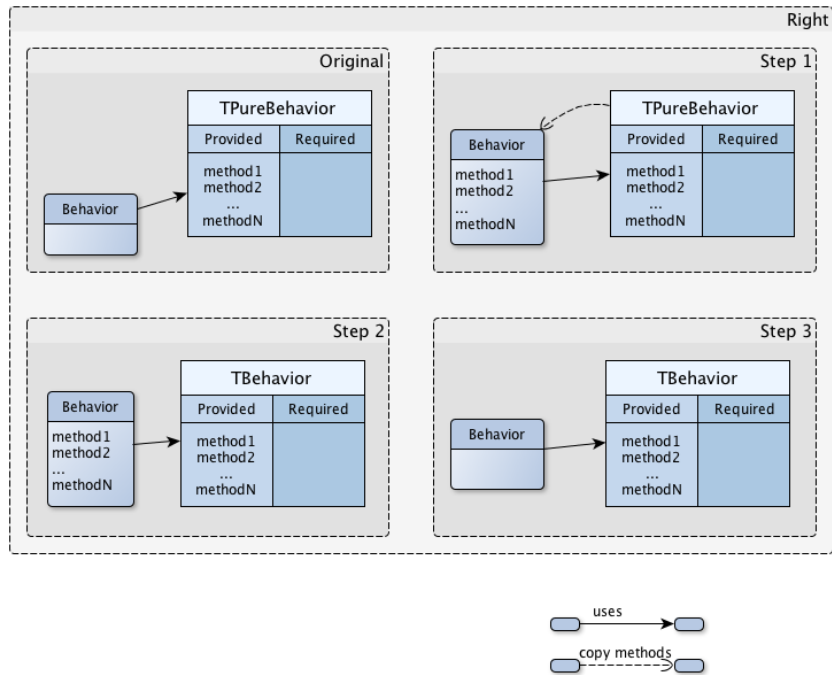 Right
Original
TPureBehavior
Provided Required
method1
method2
...
methodN
Behavior
Step 1
TPureBehavior
Provided Required
method1
method2
...
methodN
Behavior
method1
method2
...
methodN
Step 2
TBehavior
Provided Required
method1
method2
...
methodN
Behavior
method1
method2
...
methodN
Step 3
TBehavior
Provided Required
method1
method2
...
methodN
Behavior
uses
copy methods